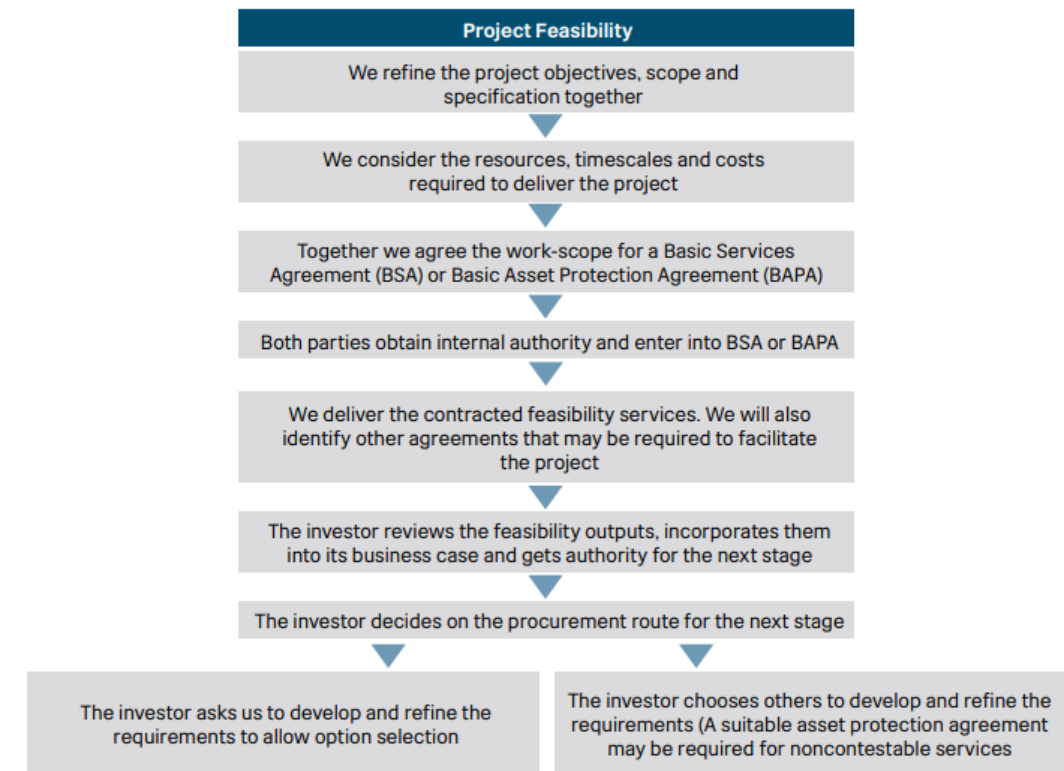 Project Feasibility
We refine the project objectives, scope and
specification together
We consider the resources, timescales and costs
required to deliver the project
Together we agree the work-scope for a Basic Services
Agreement (BSA) or Basic Asset Protection Agreement (BAPA)
Both parties obtain internal authority and enter into BSA or BAPA
We deliver the contracted feasibility services. We will also
identify other agreements that may be required to facilitate
the project
The investor reviews the feasibility outputs, incorporates them
into its business case and gets authority for the next stage
The investor decides on the procurement route for the next stage
The investor asks us to develop and refine the
requirements to allow option selection
The investor chooses others to develop and refine the
requirements (A suitable asset protection agreement
may be required for noncontestable services